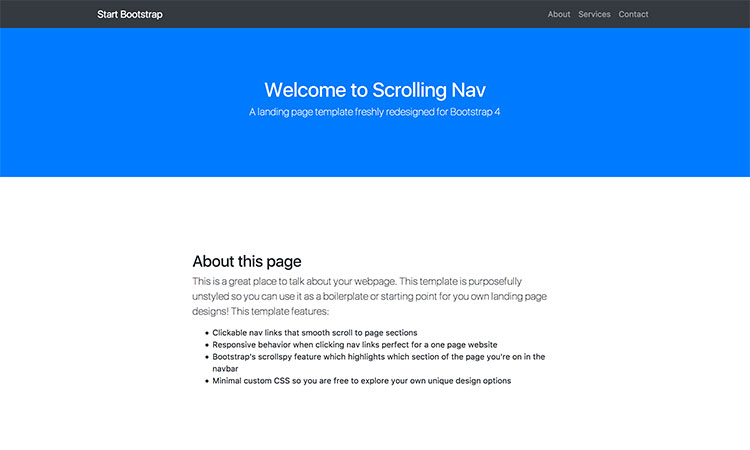 Start Bootstrap About Services Contact
Welcome to Scrolling Nav
A landing page template freshly redesigned for Bootstrap 4
About this page
This is a great place to talk about your webpage. This template is purposefully
unstyled so you can use it as a boilerplate or starting point for you own landing page
designs! This template features:
• Clickable nav links that smooth scroll to page sections
• Responsive behavior when clicking nav links perfect for a one page website
• Bootstrap's scrollspy feature which highlights which section of the page you're on in the
navbar
• Minimal custom CSS so you are free to explore your own unique design options